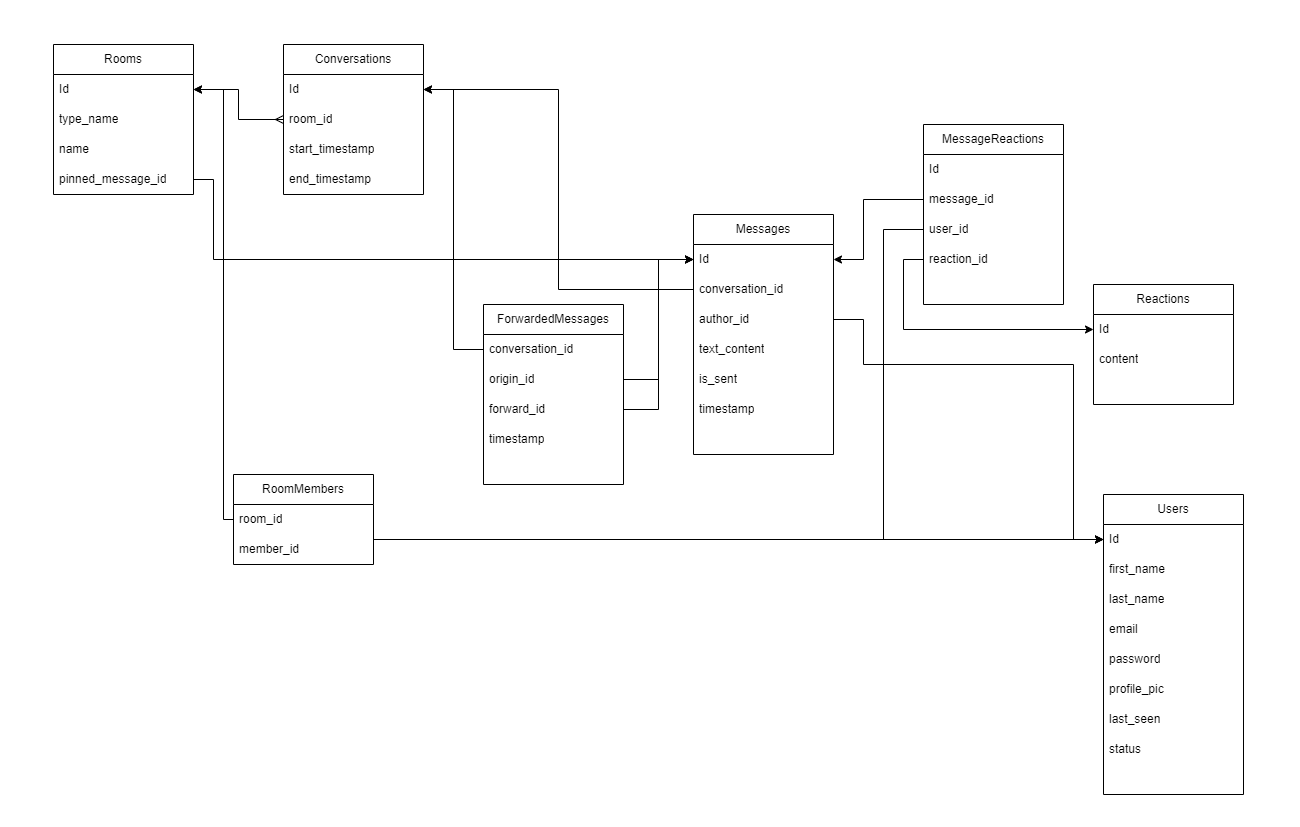 Rooms
Id
type_name
name
pinned_message_id
Conversations
Id
room_id
start_timestamp
end_timestamp
MessageReactions
Id
message_id
user_id
reaction_id
Messages
Id
conversation_id
author_id
text_content
is_sent
timestamp
Reactions
Id
content
ForwardedMessages
conversation_id
origin_id
forward_id
timestamp
RoomMembers
room_id
member_id
Users
Id
first_name
last_name
email
password
profile_pic
last_seen
status